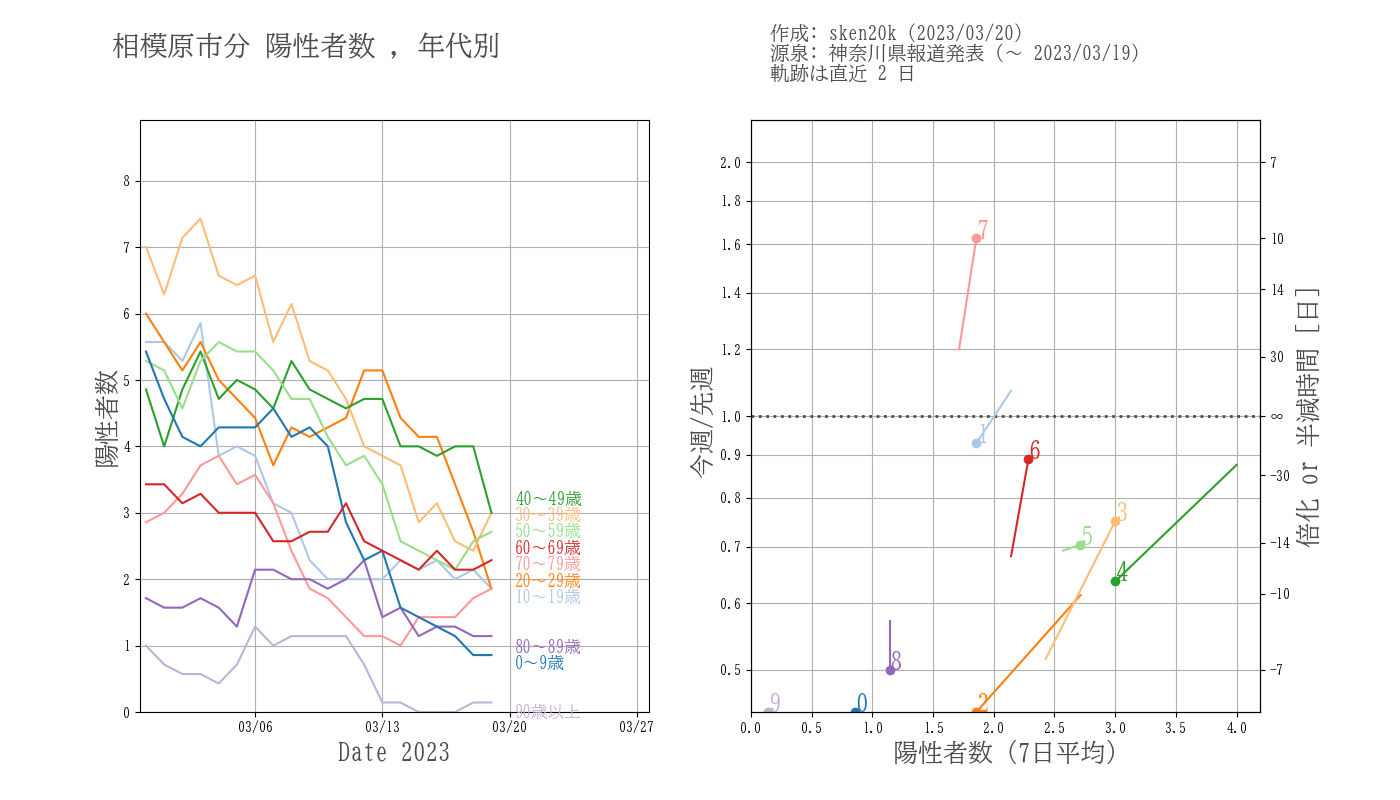 相模原市分 陽性者数 , 年代別
作成: sken20k (2023/03/20)
源泉: 神奈川県報道発表 (～ 2023/03/19)
軌跡は直近 2 日
陽性者数
8
7
6
5
4
3
2
1
0
03/06
03/13
03/20
03/27
Date 2023
40～49歳
30～39歳
50～59歳
60～69歳
70～79歳
20～29歳
10～19歳
80～89歳
0～9歳
90歳以上
今週/先週
2.0
1.8
1.6
1.4
1.2
1.0
0.9
0.8
0.7
0.6
0.5
7
1
6
3
5
4
8
9
0
2
0.0
0.5
1.0
1.5
2.0
2.5
3.0
3.5
4.0
陽性者数 (7日平均)
7
10
14
30
∞
-30
-14
-10
-7
倍化 or 半減時間 [日]